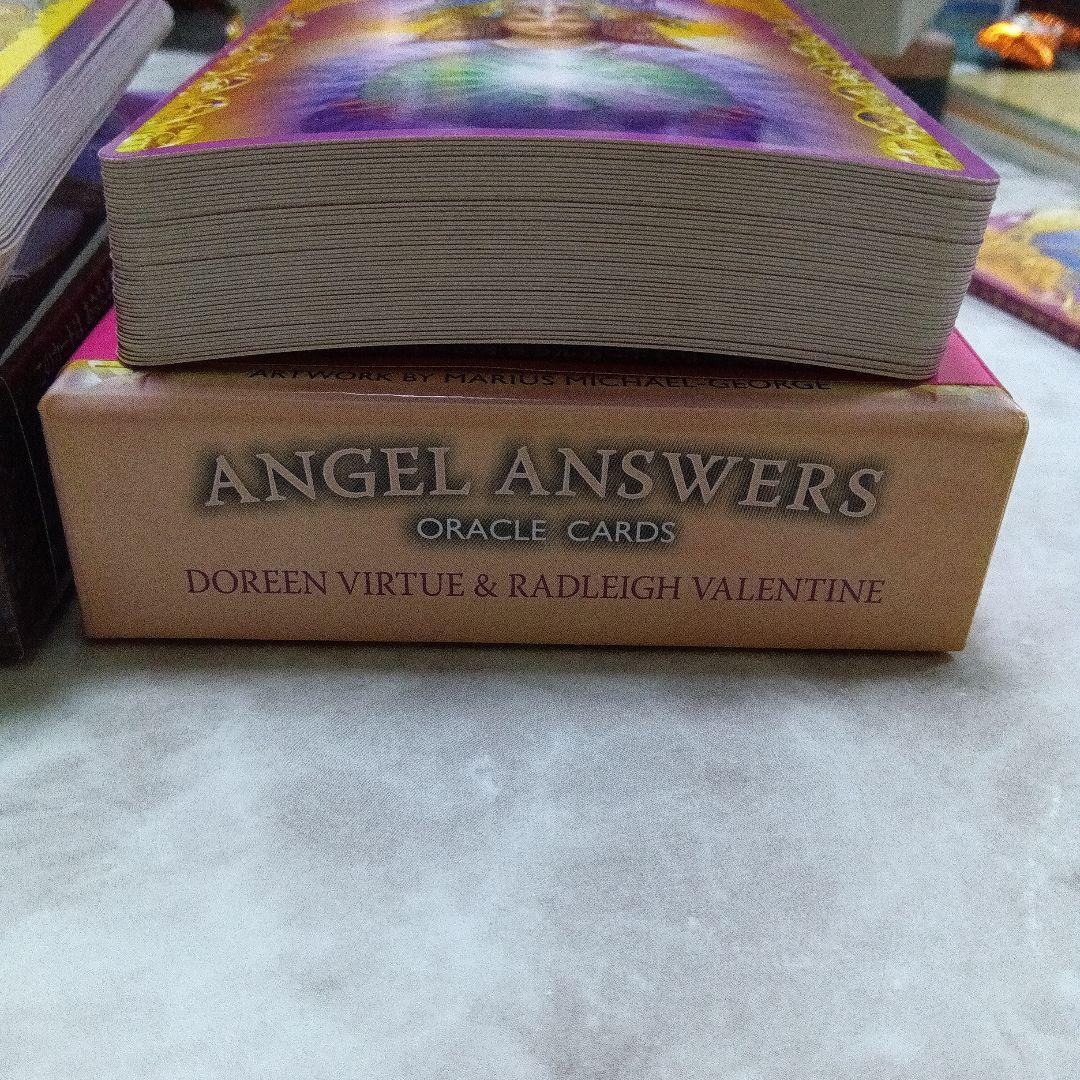 ARTWORK BY MARIUS MICHAEL-GEORGE
ANGEL ANSWERS
ORACLE CARDS
DOREEN VIRTUE & RADLEIGH VALENTINE